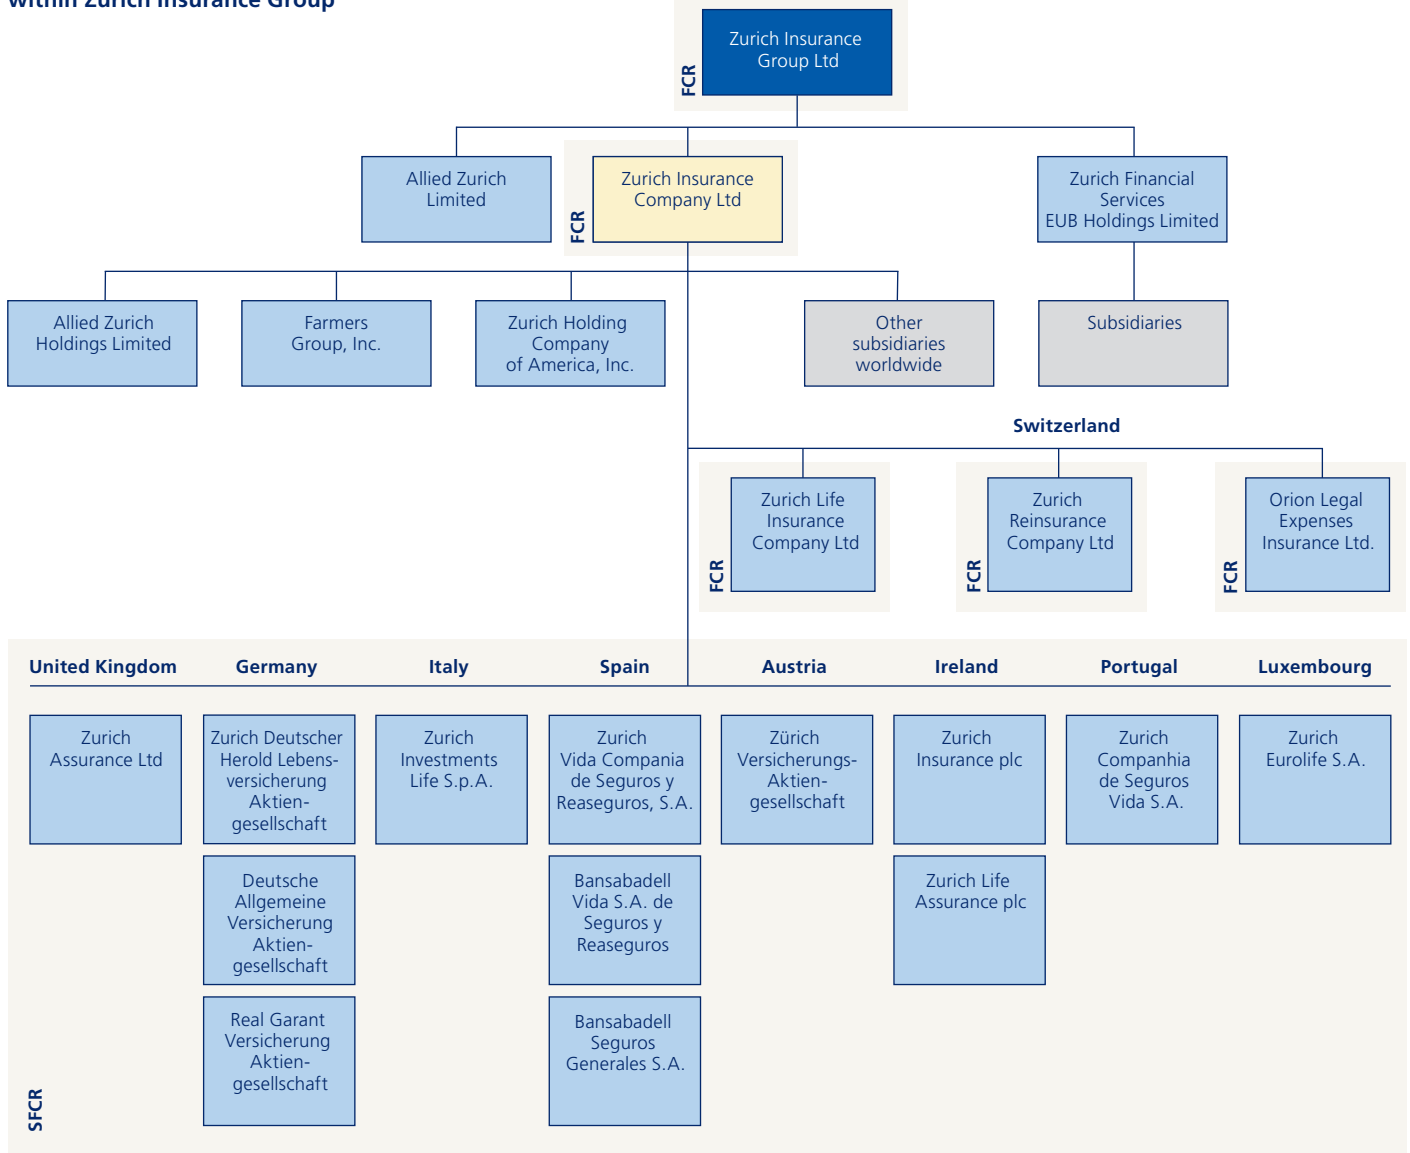 within Zurich Insurance Group
Zurich Insurance
Group Ltd
FCR
Allied Zurich
Limited
Zurich Insurance
Company Ltd
FCR
Zurich Financial
Services
EUB Holdings Limited
Allied Zurich
Holdings Limited
Farmers
Group, Inc.
Zurich Holding
Company
of America, Inc.
Other
subsidiaries
worldwide
Subsidiaries
Switzerland
Zurich Life
Insurance
Company Ltd
FCR
Zurich
Reinsurance
Company Ltd
FCR
Orion Legal
Expenses
Insurance Ltd.
FCR
United Kingdom
Germany
Italy
Spain
Austria
Ireland
Portugal
Luxembourg
Zurich
Assurance Ltd
Zurich Deutscher
Herold Lebens-
versicherung
Aktien-
gesellschaft
Zurich
Investments
Life S.p.A.
Zurich
Vida Compania
de Seguros y
Reaseguros, S.A.
Zürich
Versicherungs-
Aktien-
gesellschaft
Zurich
Insurance plc
Zurich
Companhia
de Seguros
Vida S.A.
Zurich
Eurolife S.A.
Deutsche
Allgemeine
Versicherung
Aktien-
gesellschaft
Bansabadell
Vida S.A. de
Seguros y
Reaseguros
Zurich Life
Assurance plc
Real Garant
Versicherung
Aktien-
gesellschaft
Bansabadell
Seguros
Generales S.A.
SFCR